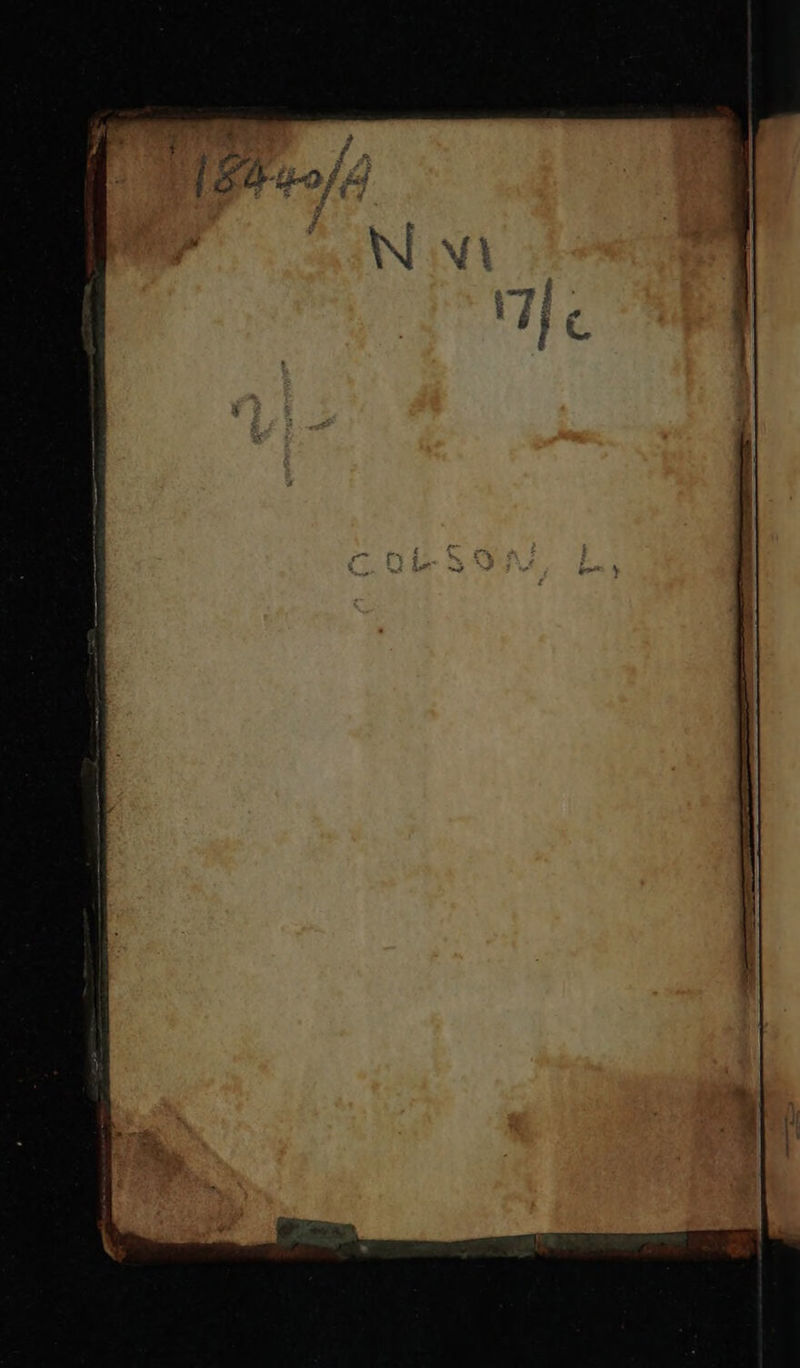 18440/A
N VI
17/c
2/-
COLSON, L,